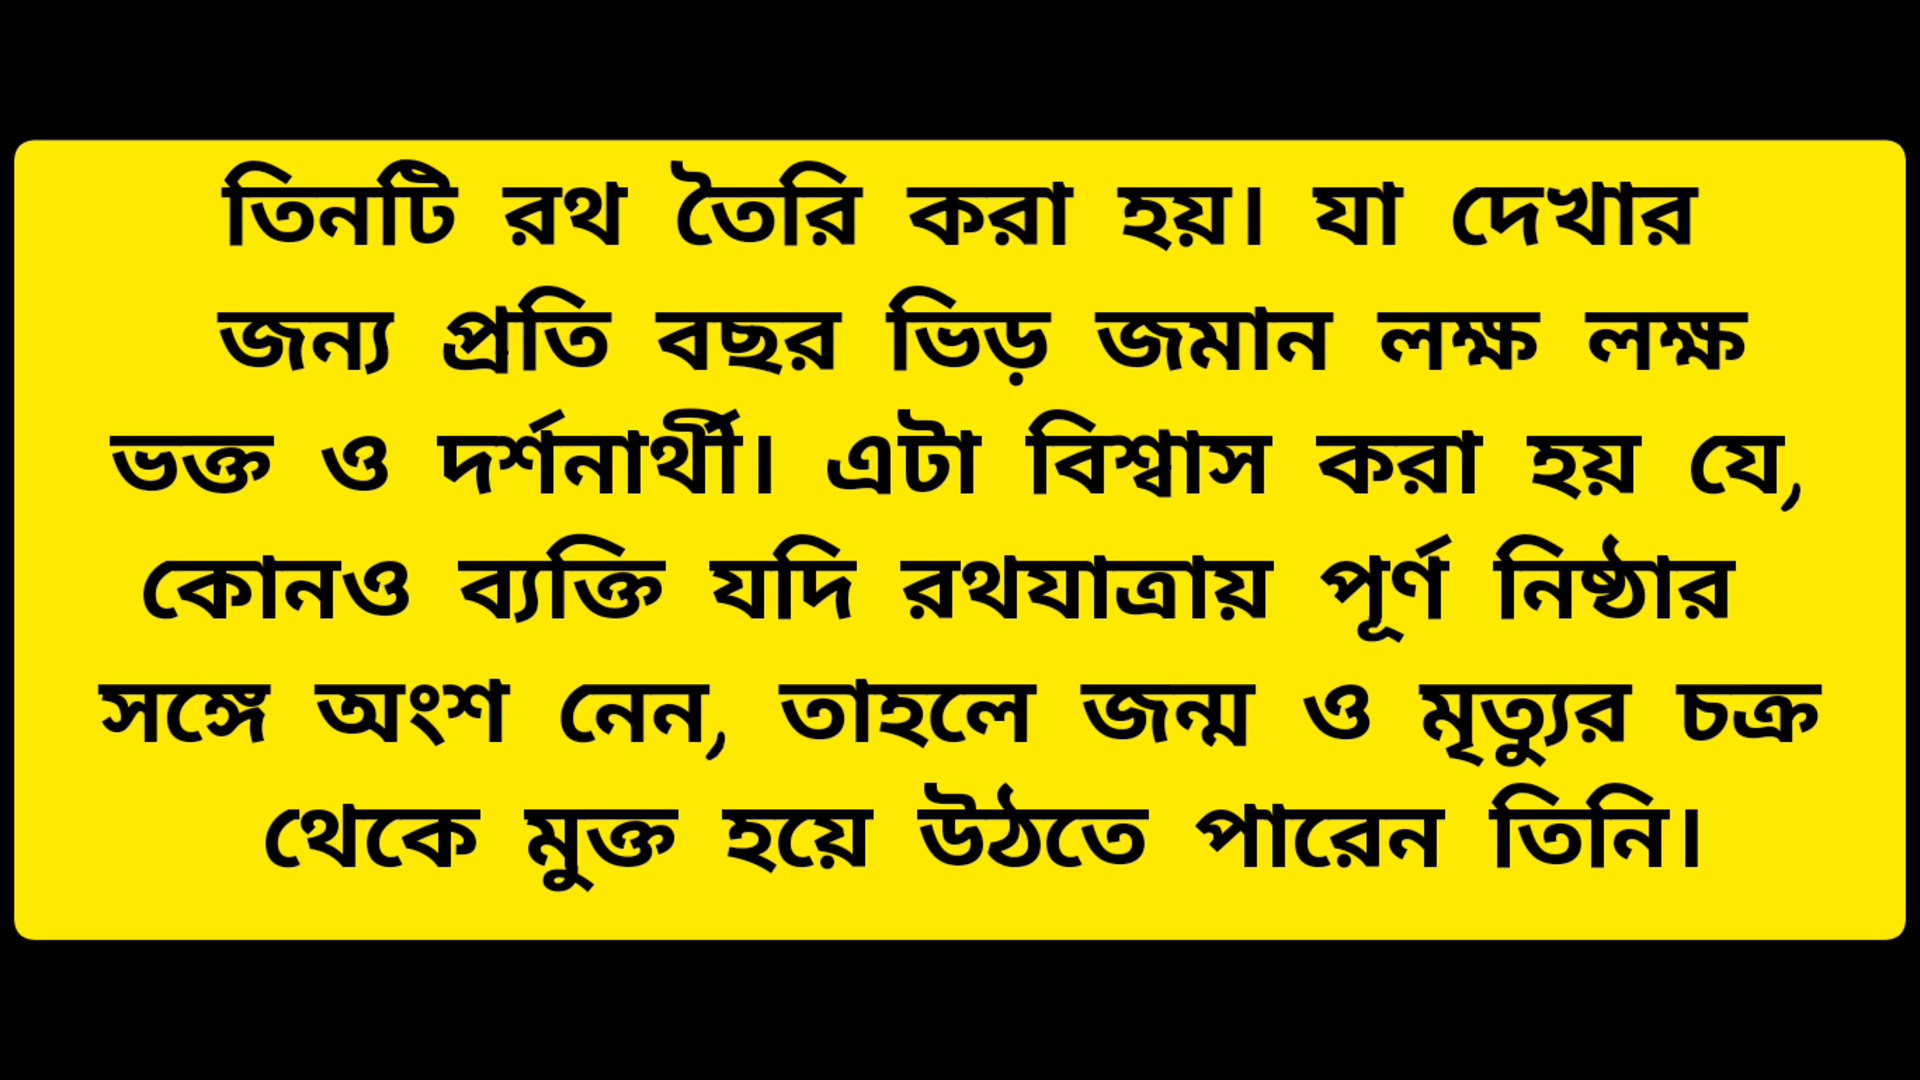 তিনটি রথ তৈরি করা হয়। যা দেখার
জন্য প্রতি বছর ভিড় জমান লক্ষ লক্ষ
ভক্ত ও দর্শনার্থী। এটা বিশ্বাস করা হয় যে,
কোনও ব্যক্তি যদি রথযাত্রায় পূর্ণ নিষ্ঠার
সঙ্গে অংশ নেন, তাহলে জন্ম ও মৃত্যুর চক্র
থেকে মুক্ত হয়ে উঠতে পারেন তিনি।